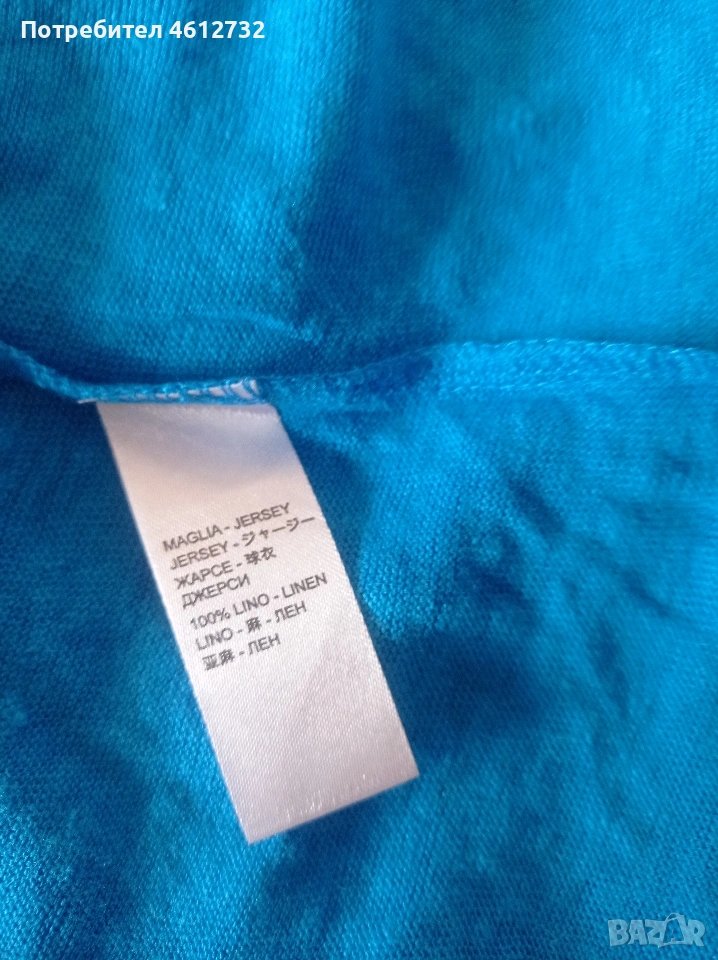 Потребител 4612732
MAGLIA - JERSEY
JERSEY - ジャージー
ЖАРСЕ - 球衣
ДЖЕРСИ
100% LINO - LINEN
LINO - 麻 - ЛЕН
亚麻 - ЛЕН
BAZAR